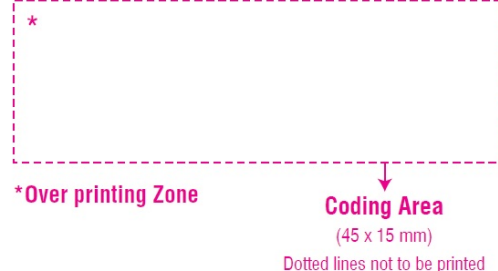 *
*Over printing Zone
Coding Area
(45 x 15 mm)
Dotted lines not to be printed